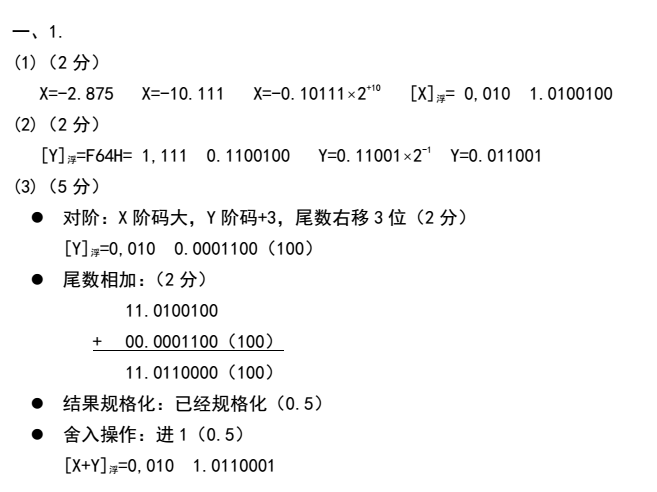 一、1.
(1)（2 分）
X=-2.875 X=-10.111 X=-0.10111×2⁺¹⁰ [X]浮= 0,010 1.0100100
(2)（2 分）
[Y]浮=F64H= 1,111 0.1100100 Y=0.11001×2⁻¹ Y=0.011001
(3)（5 分）
● 对阶：X 阶码大，Y 阶码+3，尾数右移 3 位（2 分）
[Y]浮=0,010 0.0001100（100）
● 尾数相加：（2 分）
11.0100100
+ 00.0001100（100）
11.0110000（100）
● 结果规格化：已经规格化（0.5）
● 舍入操作：进 1（0.5）
[X+Y]浮=0,010 1.0110001